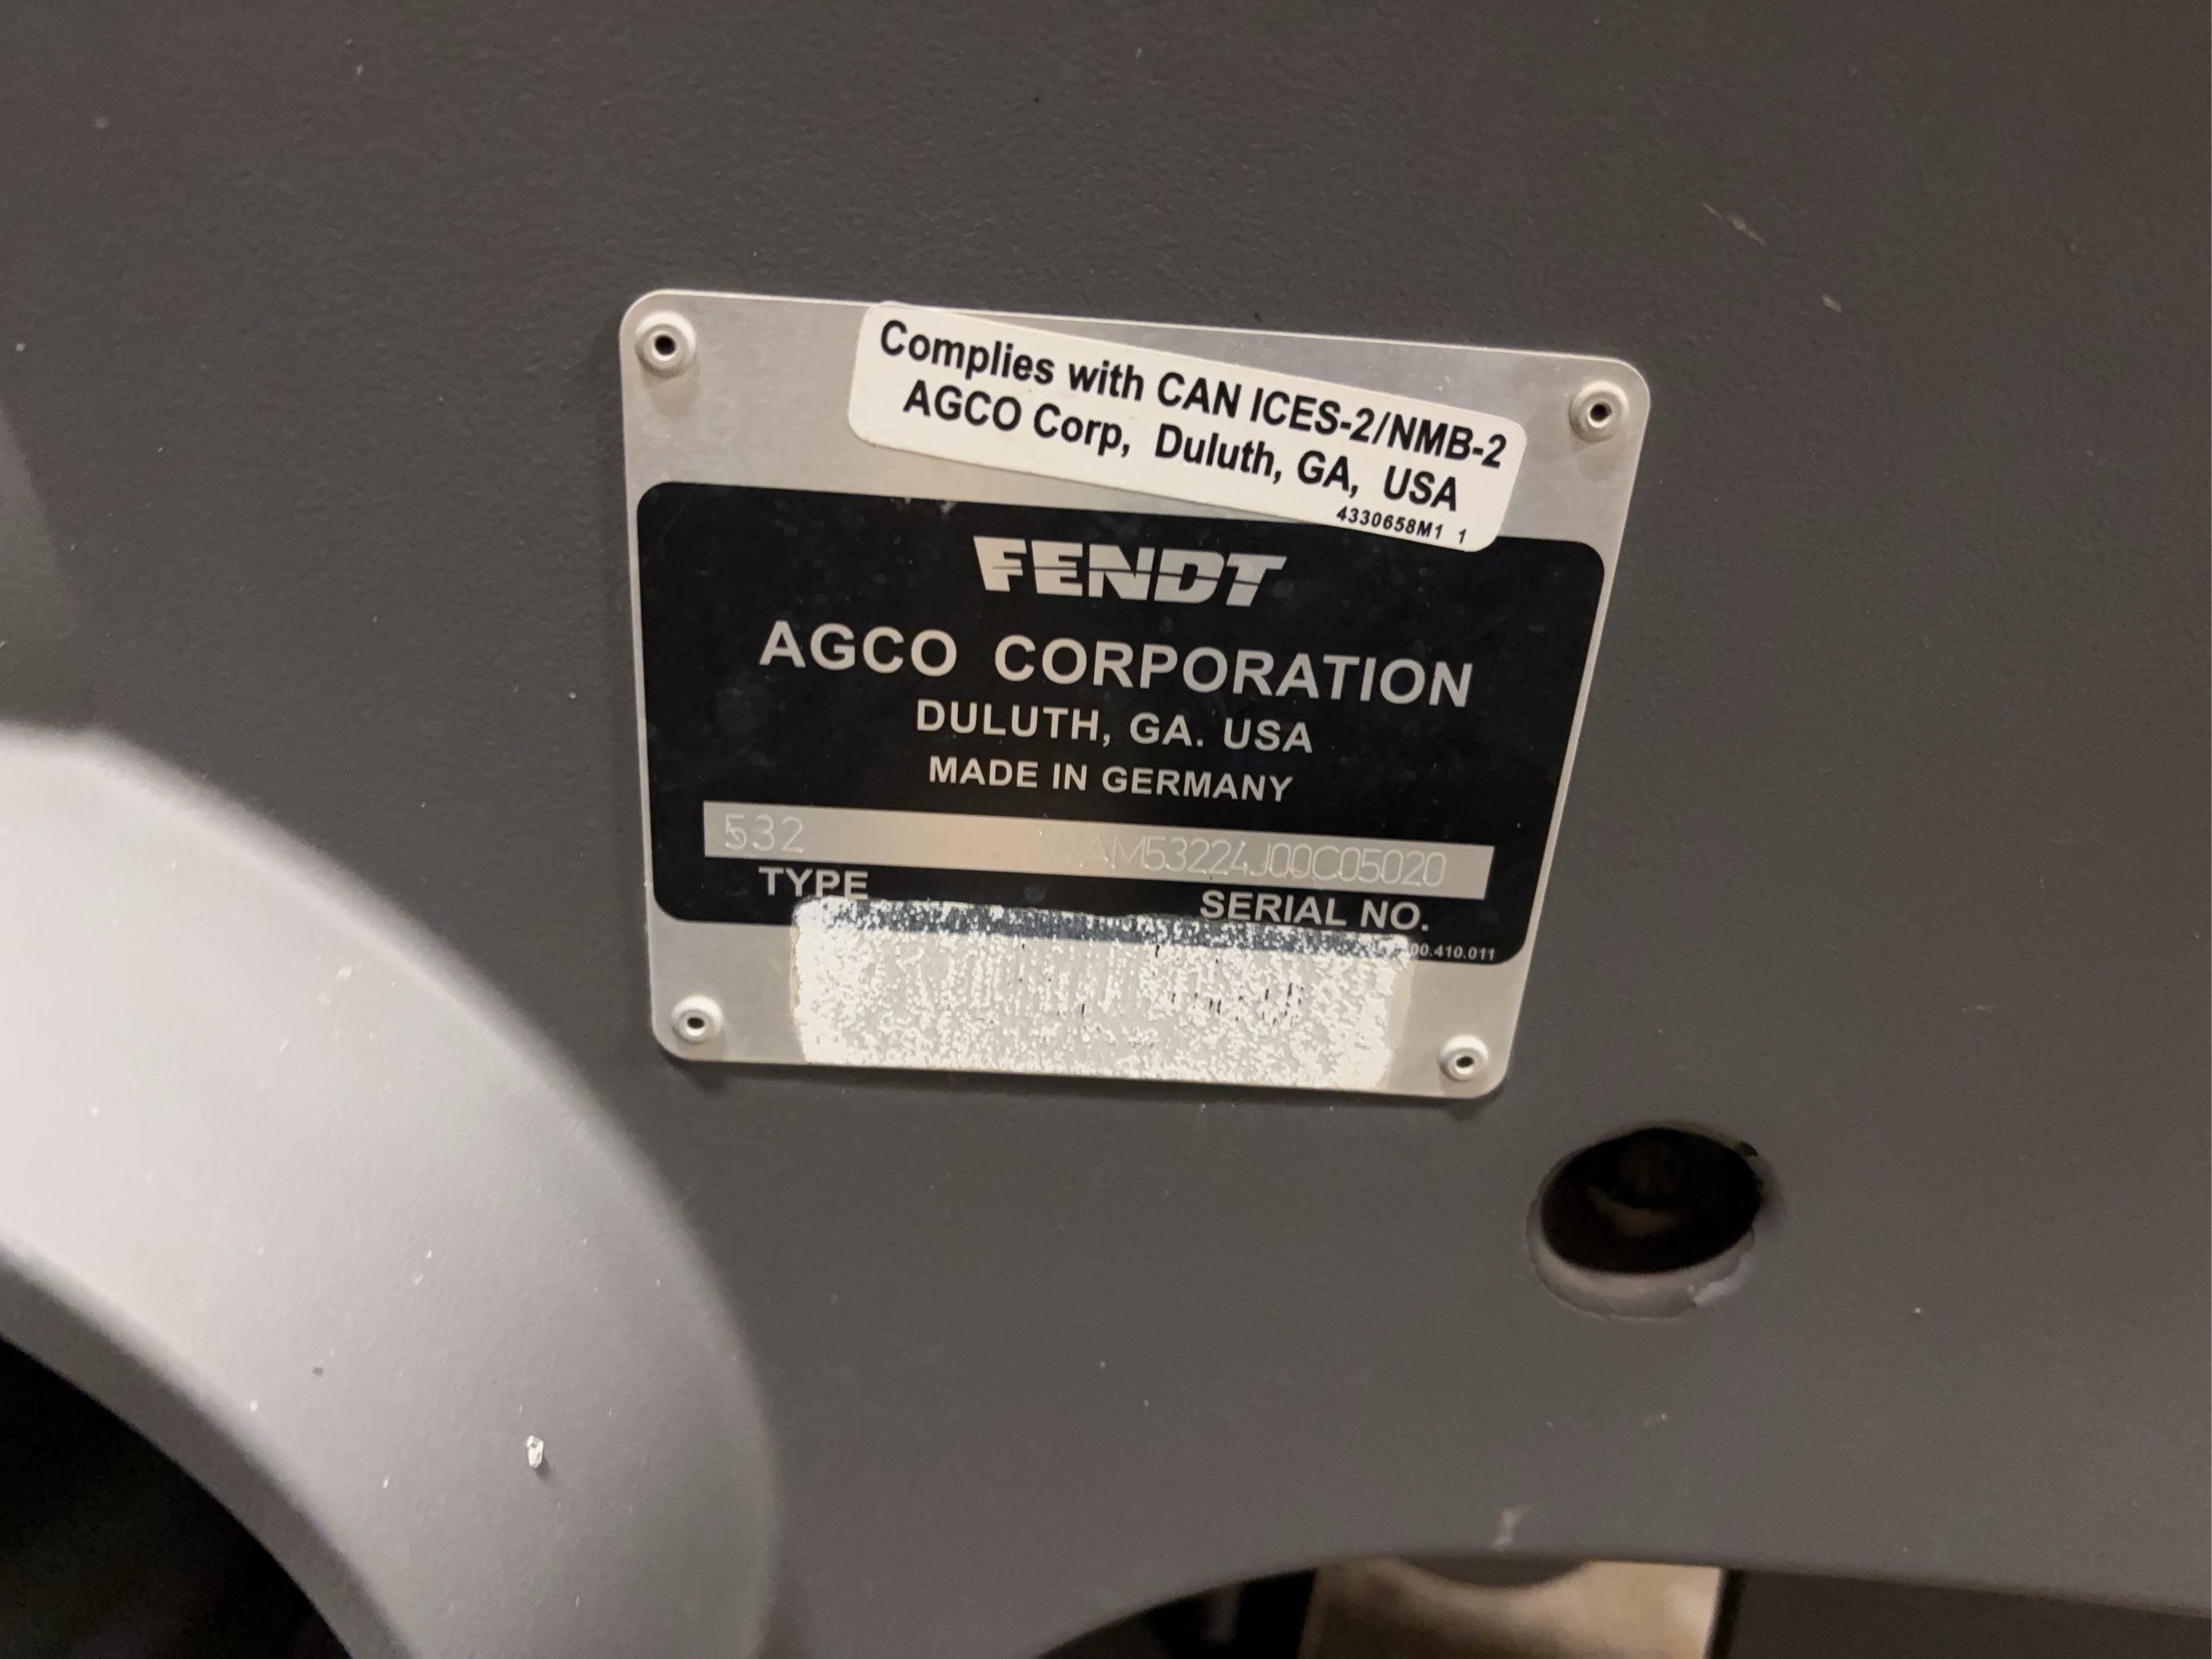 Complies with CAN ICES-2/NMB-2
AGCO Corp, Duluth, GA, USA
4330658M1 1
FENDT
AGCO CORPORATION
DULUTH, GA. USA
MADE IN GERMANY
532
TYPE
SERIAL NO.